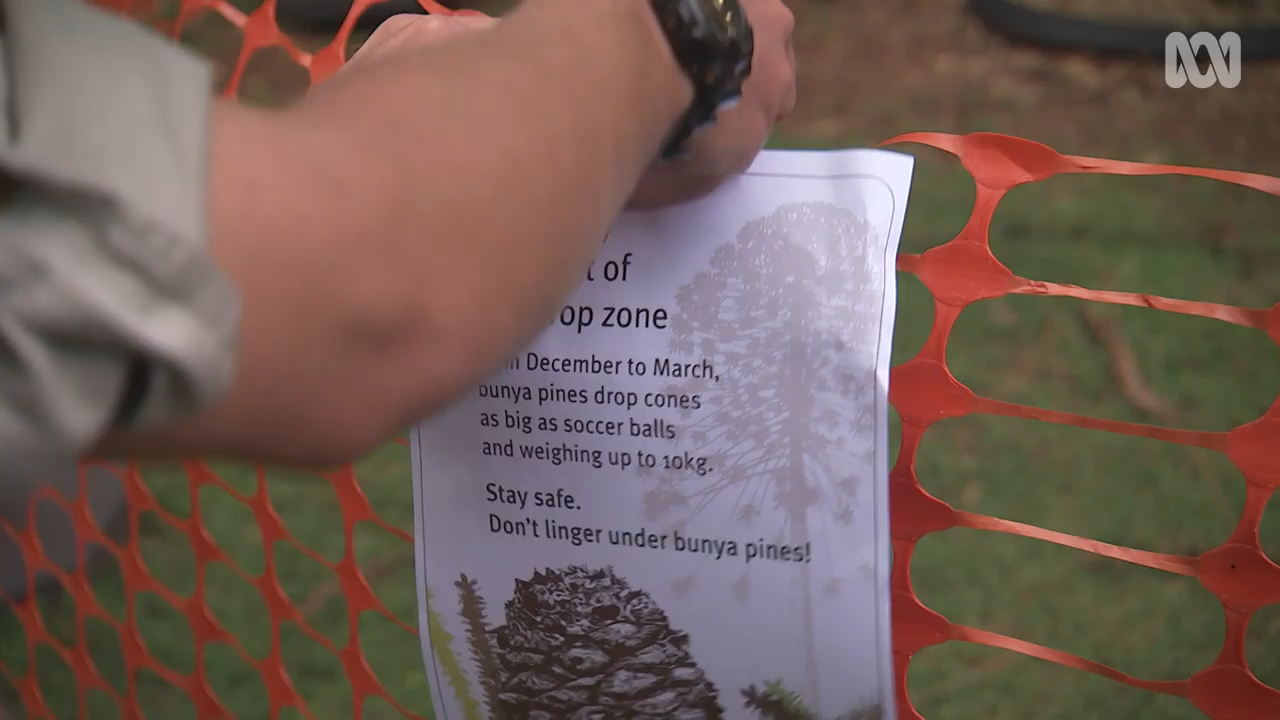 of
zone
December to March,
bunya pines drop cones
as big as soccer balls
and weighing up to 10kg.
Stay safe.
Don't linger under bunya pines!